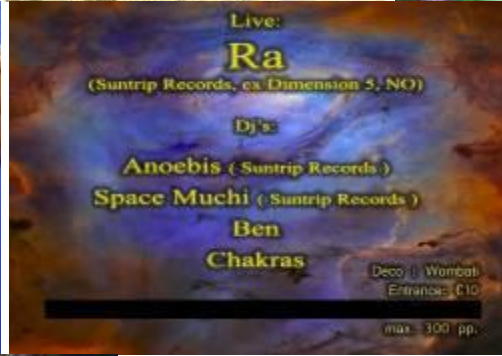 Live:
Ra
(Suntrip Records, ex Dimension 5, NO)
Dj's:
Anoebis ( Suntrip Records )
Space Muchi ( Suntrip Records )
Ben
Chakras
Deco : Wombati
Entrance: €10
max. 300 pp.